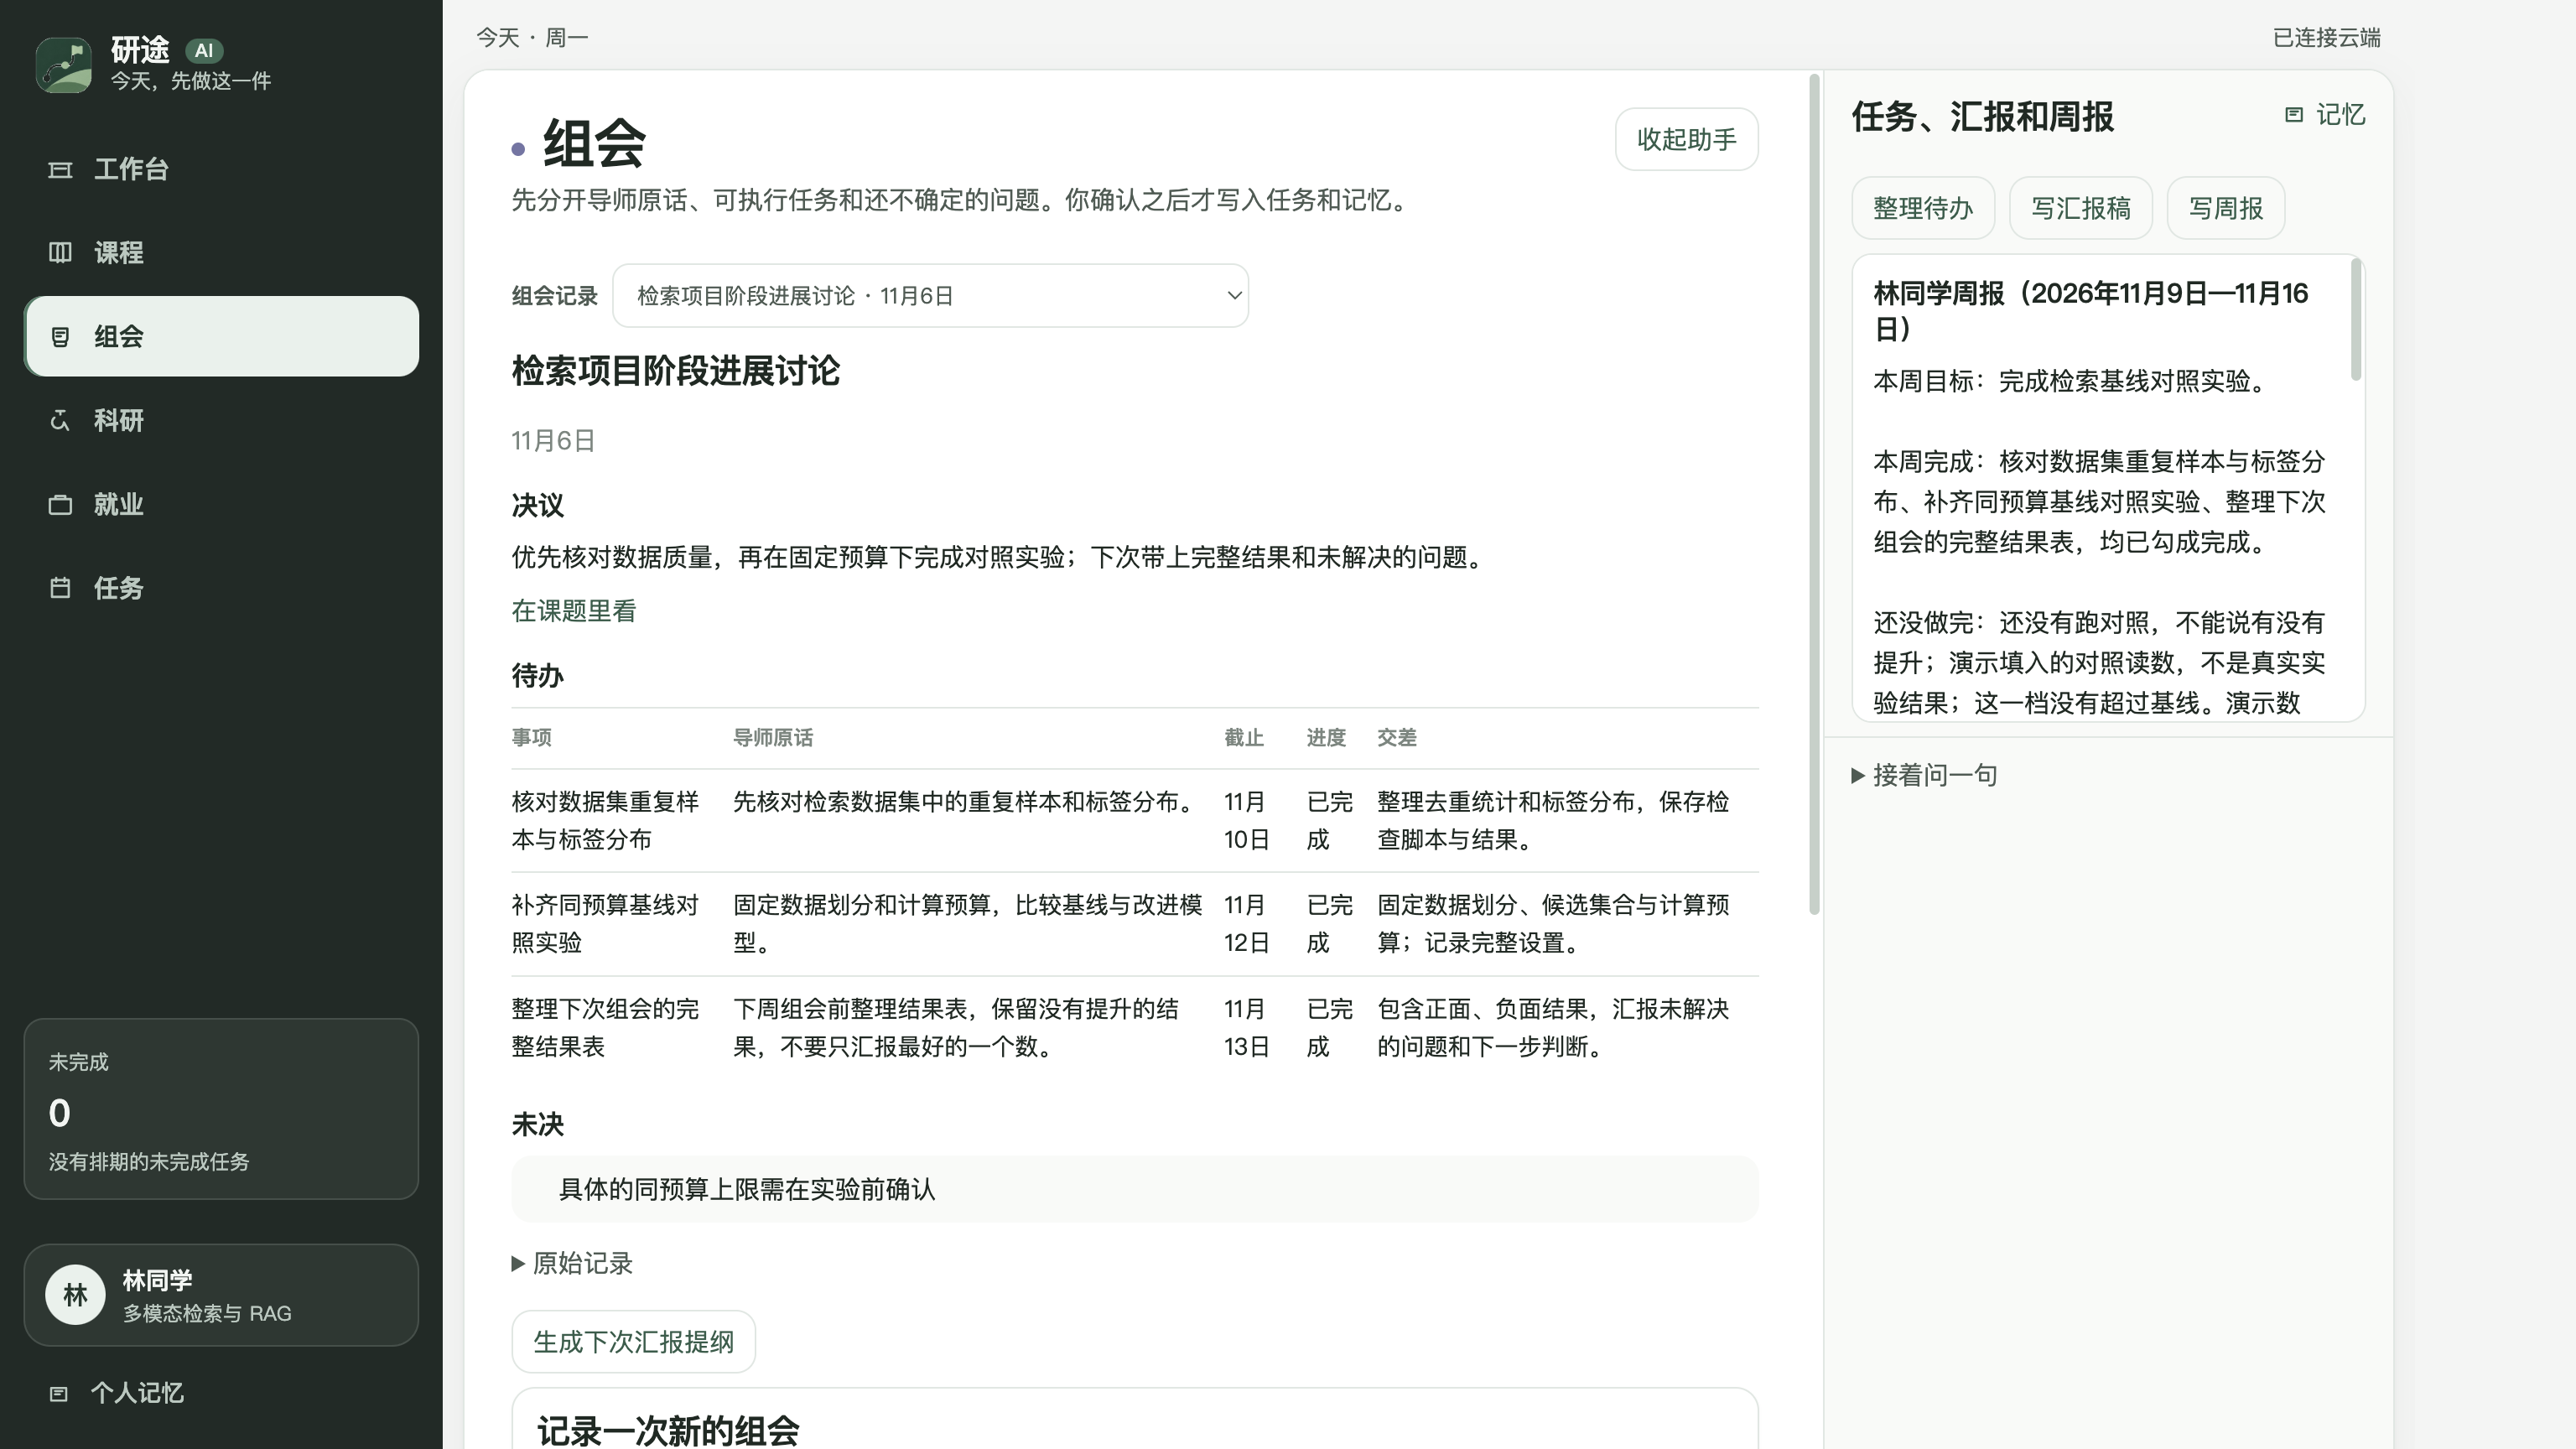 研途 AI
今天，先做这一件
工作台
课程
组会
科研
就业
任务
未完成
0
没有排期的未完成任务
林
林同学
多模态检索与 RAG
个人记忆
今天 · 周一
已连接云端
组会
收起助手
先分开导师原话、可执行任务和还不确定的问题。你确认之后才写入任务和记忆。
组会记录
检索项目阶段进展讨论 · 11月6日
检索项目阶段进展讨论
11月6日
决议
优先核对数据质量，再在固定预算下完成对照实验；下次带上完整结果和未解决的问题。
在课题里看
待办
事项 导师原话 截止 进度 交差
核对数据集重复样 先核对检索数据集中的重复样本和标签分布。 11月 已完 整理去重统计和标签分布，保存检
本与标签分布 10日 成 查脚本与结果。
补齐同预算基线对 固定数据划分和计算预算，比较基线与改进模 11月 已完 固定数据划分、候选集合与计算预
照实验 型。 12日 成 算；记录完整设置。
整理下次组会的完 下周组会前整理结果表，保留没有提升的结 11月 已完 包含正面、负面结果，汇报未解决
整结果表 果，不要只汇报最好的一个数。 13日 成 的问题和下一步判断。
未决
具体的同预算上限需在实验前确认
原始记录
生成下次汇报提纲
记录一次新的组会
任务、汇报和周报
记忆
整理待办 写汇报稿 写周报
林同学周报（2026年11月9日—11月16
日）
本周目标：完成检索基线对照实验。
本周完成：核对数据集重复样本与标签分
布、补齐同预算基线对照实验、整理下次
组会的完整结果表，均已勾成完成。
还没做完：还没有跑对照，不能说有没有
提升；演示填入的对照读数，不是真实实
验结果；这一档没有超过基线。演示数
接着问一句